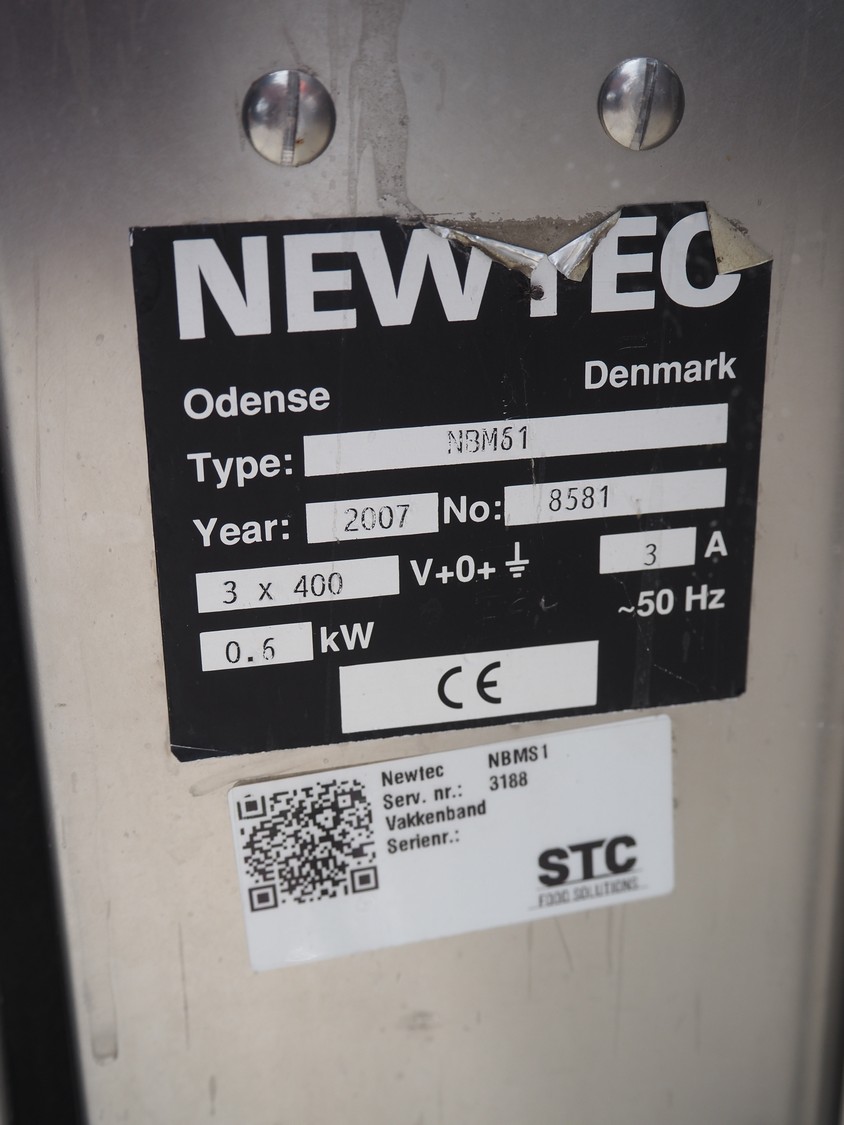 NEWTEC
Odense Denmark
Type: NBM61
Year: 2007 No: 8581
3 x 400 V+0+⏚ 3 A
0.6 kW ~50 Hz
CE
Newtec NBMS1
Serv. nr.: 3188
Vakkenband
Serienr.:
STC
FOOD SOLUTIONS